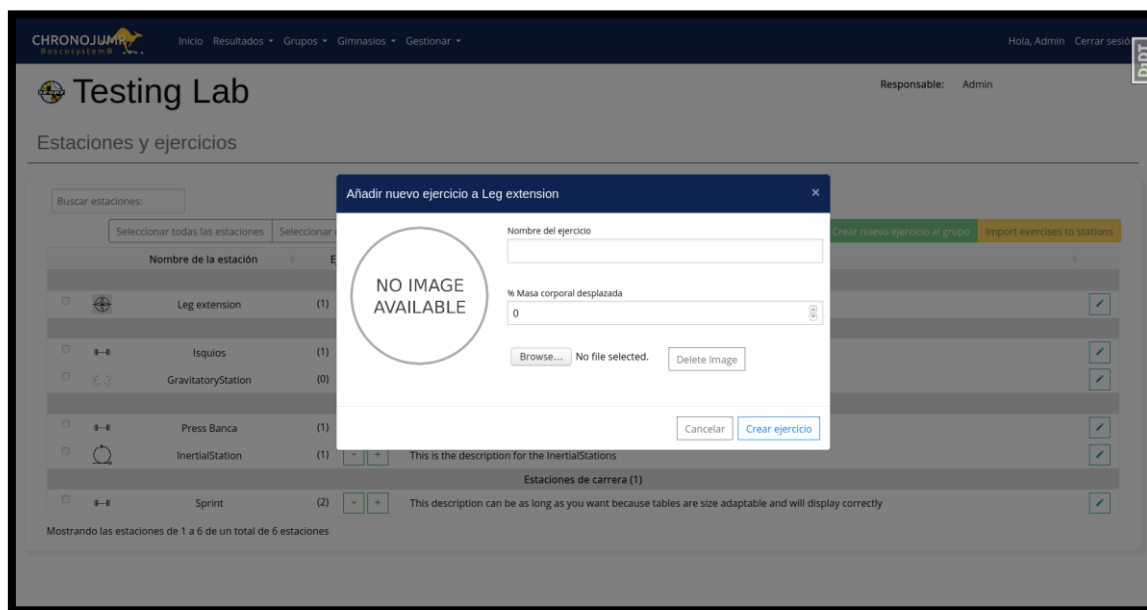 CHRONOJUMP
Boscosystem®
Inicio Resultados Grupos Gimnasios Gestionar
Hola, Admin Cerrar sesió
DjDT
SPORT
Testing Lab
Responsable: Admin
Estaciones y ejercicios
Buscar estaciones:
Seleccionar todas las estaciones Seleccionar
Crear nuevo ejercicio al grupo Import exercises to stations
Nombre de la estación
Añadir nuevo ejercicio a Leg extension ×
NO IMAGE
AVAILABLE
Nombre del ejercicio
% Masa corporal desplazada
0
Browse... No file selected. Delete Image
Cancelar Crear ejercicio
Leg extension (1)
Isquios (1)
GravitatoryStation (0)
Press Banca (1)
InertialStation (1) + This is the description for the InertialStations
Estaciones de carrera (1)
Sprint (2) + This description can be as long as you want because tables are size adaptable and will display correctly
Mostrando las estaciones de 1 a 6 de un total de 6 estaciones